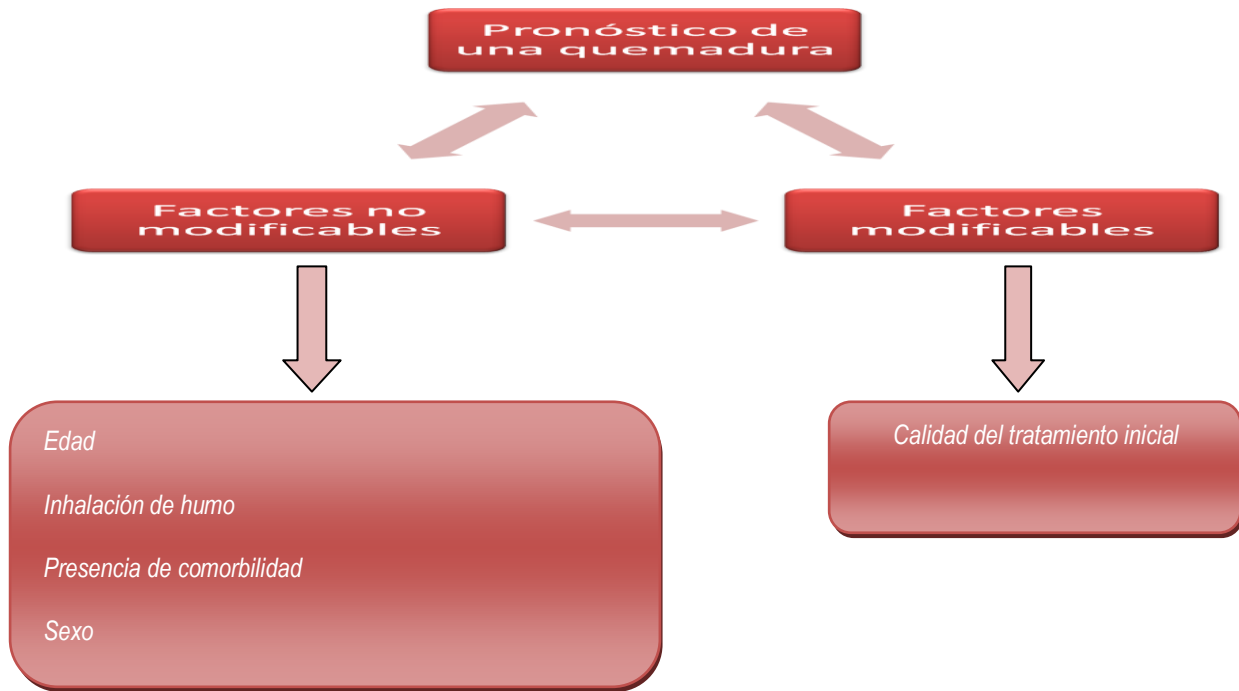 Pronóstico de
una quemadura
Factores no
modificables
Factores
modificables
Edad
Inhalación de humo
Presencia de comorbilidad
Sexo
Calidad del tratamiento inicial